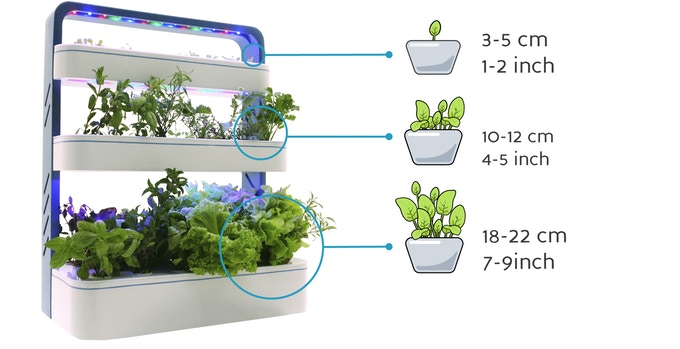 3-5 cm
1-2 inch
10-12 cm
4-5 inch
18-22 cm
7-9inch